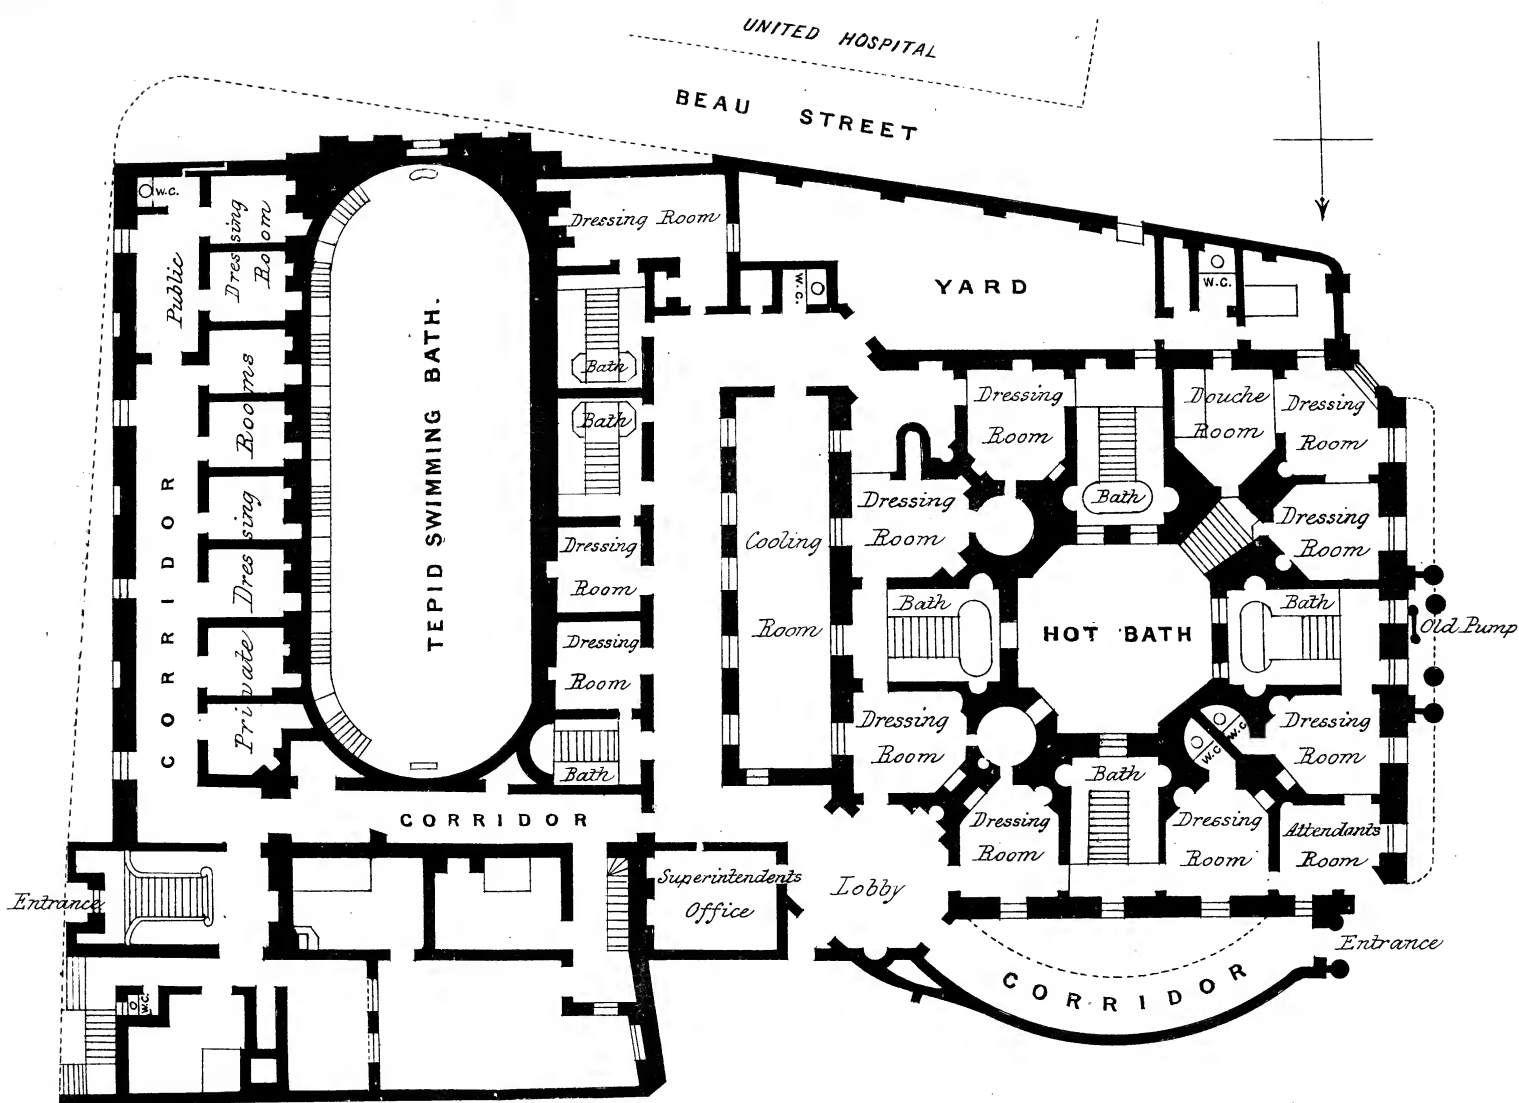 UNITED HOSPITAL
BEAU STREET
W.C.
Dressing Room
Public
Dressing Room
W.C.
YARD
W.C.
TEPID SWIMMING BATH.
Bath
Bath
Dressing Room
Dressing Room
Bath
Private Dressing Rooms
CORRIDOR
CORRIDOR
Cooling
Room
Dressing
Room
Bath
Douche
Room
Dressing
Room
Dressing
Room
Dressing
Room
Bath
HOT BATH
Bath
Old Pump
Dressing
Room
Dressing
Room
W.C.
W.C.
Bath
Dressing
Room
Dressing
Room
Attendants
Room
Superintendents
Office
Lobby
Entrance
Entrance
CORRIDOR
W.C.